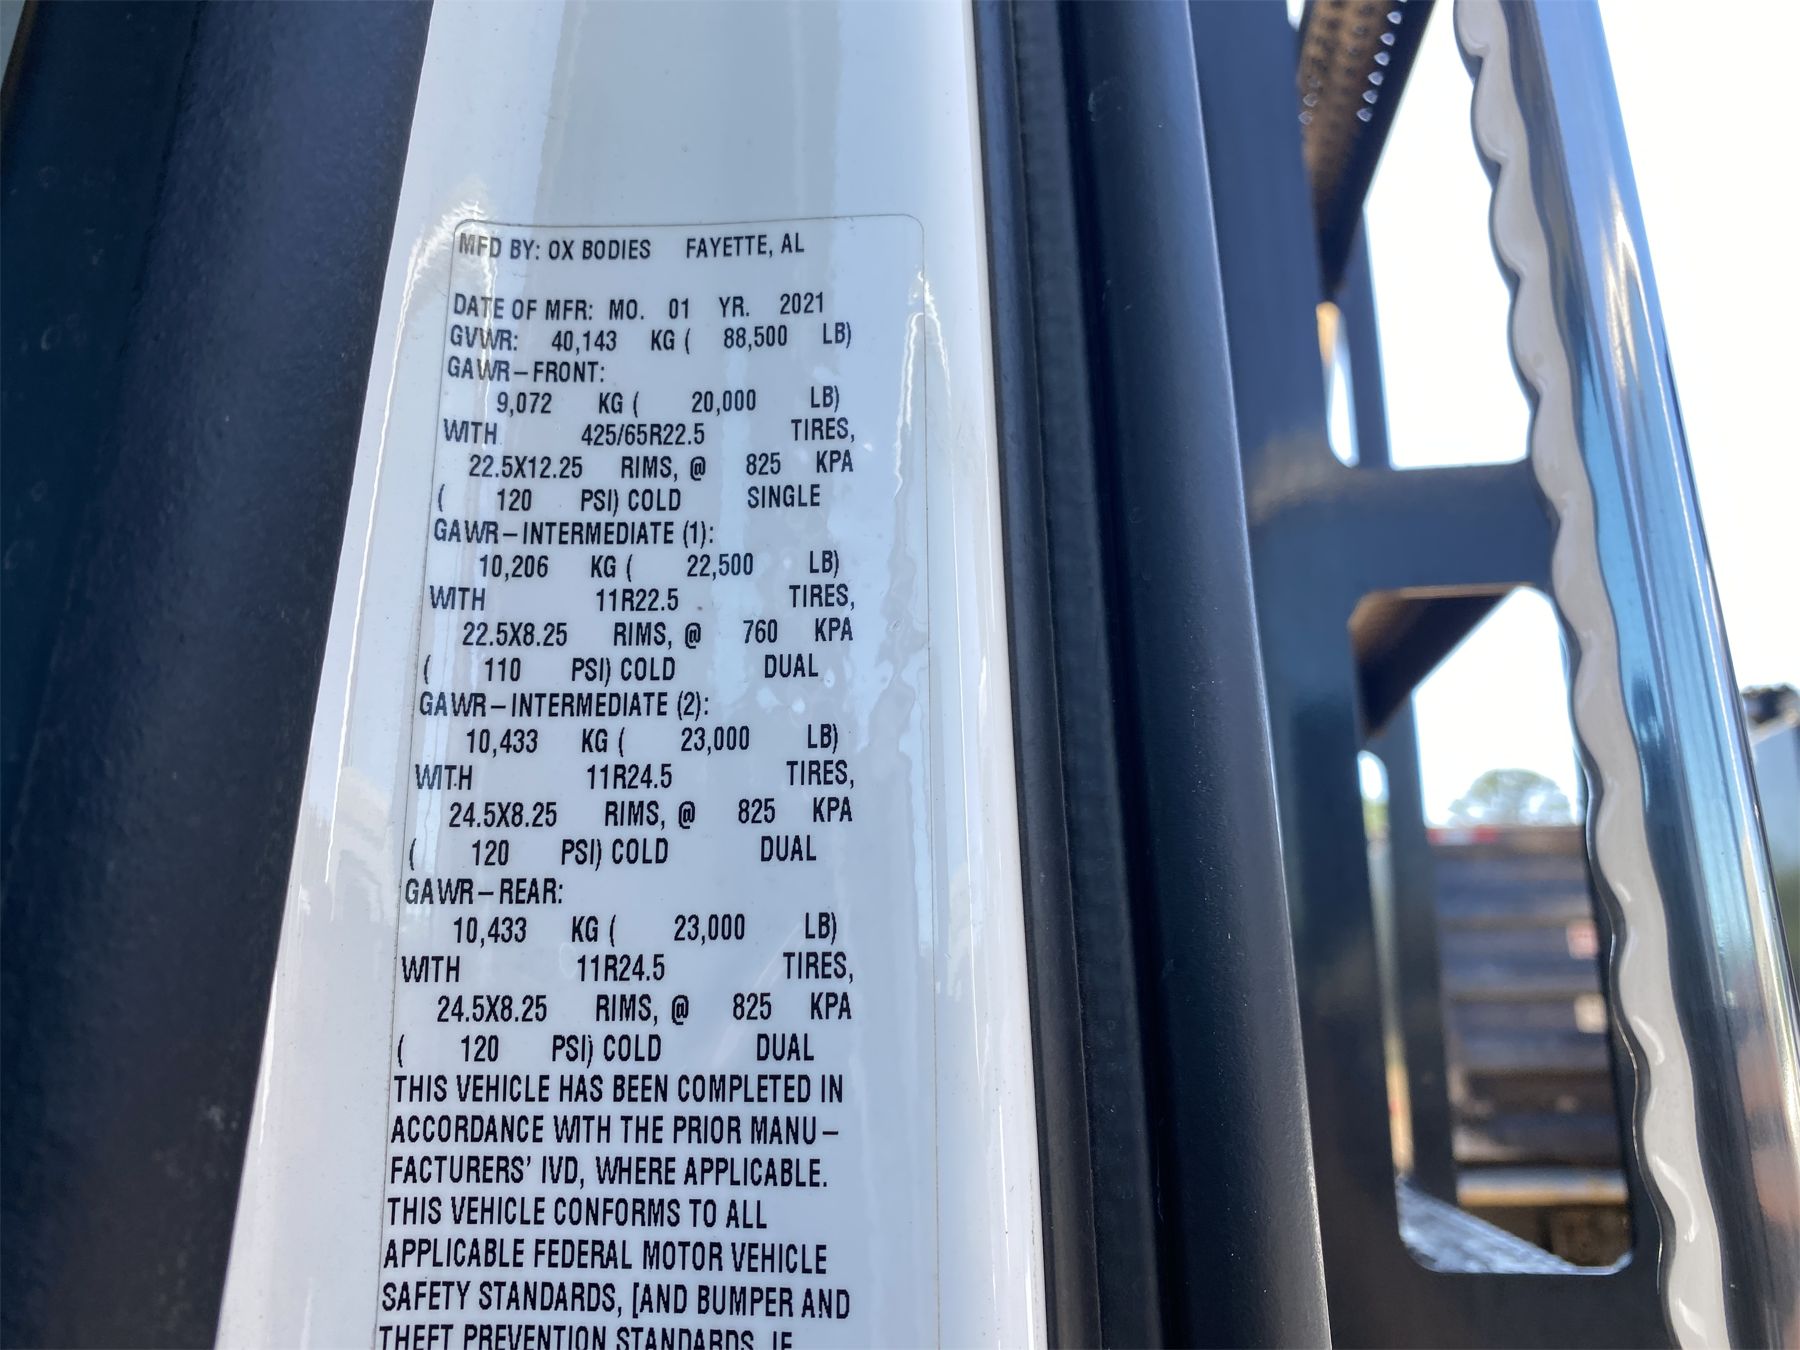 MFD BY: OX BODIES FAYETTE, AL
DATE OF MFR: MO. 01 YR. 2021
GVWR: 40,143 KG ( 88,500 LB)
GAWR-FRONT:
9,072 KG ( 20,000 LB)
WITH 425/65R22.5 TIRES,
22.5X12.25 RIMS, @ 825 KPA
( 120 PSI) COLD SINGLE
GAWR-INTERMEDIATE (1):
10,206 KG ( 22,500 LB)
WITH 11R22.5 TIRES,
22.5X8.25 RIMS, @ 760 KPA
( 110 PSI) COLD DUAL
GAWR-INTERMEDIATE (2):
10,433 KG ( 23,000 LB)
WITH 11R24.5 TIRES,
24.5X8.25 RIMS, @ 825 KPA
( 120 PSI) COLD DUAL
GAWR-REAR:
10,433 KG ( 23,000 LB)
WITH 11R24.5 TIRES,
24.5X8.25 RIMS, @ 825 KPA
( 120 PSI) COLD DUAL
THIS VEHICLE HAS BEEN COMPLETED IN
ACCORDANCE WITH THE PRIOR MANU-
FACTURERS' IVD, WHERE APPLICABLE.
THIS VEHICLE CONFORMS TO ALL
APPLICABLE FEDERAL MOTOR VEHICLE
SAFETY STANDARDS, [AND BUMPER AND
THEFT PREVENTION STANDARDS, IF